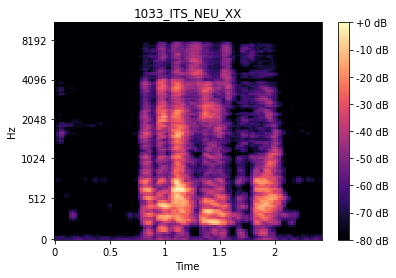 1033_ITS_NEU_XX
+0 dB
8192
-10 dB
4096
-20 dB
-30 dB
2048
Hz
-40 dB
1024
-50 dB
512
-60 dB
-70 dB
0
-80 dB
0 0.5 1 1.5 2
Time